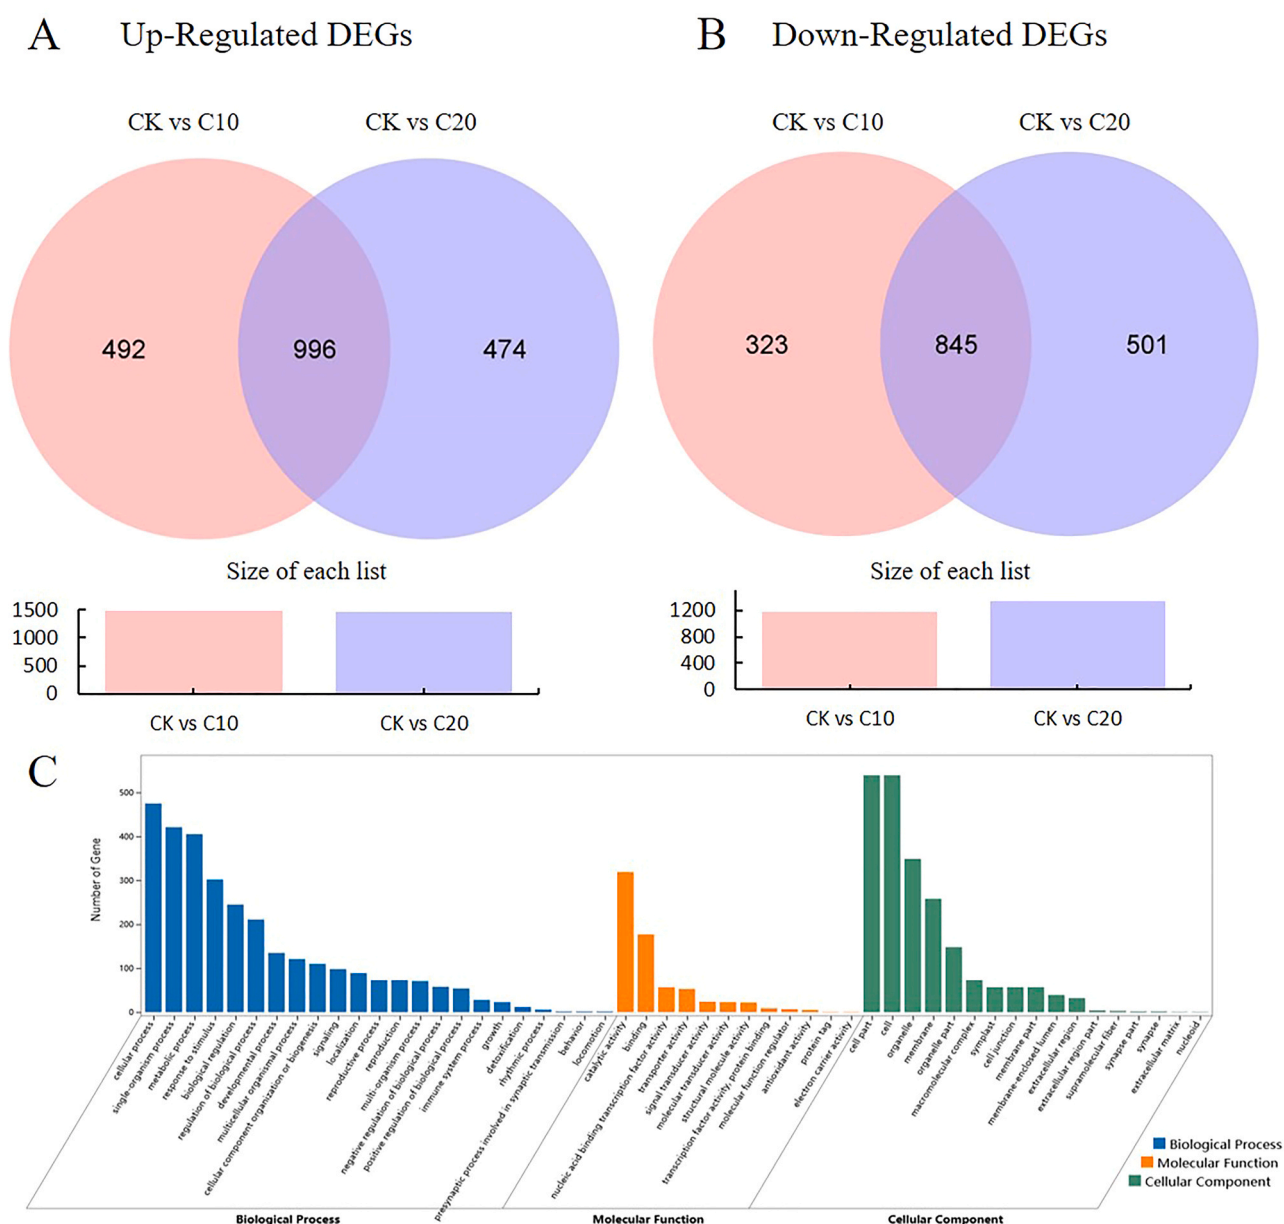 A Up-Regulated DEGs
CK vs C10 CK vs C20
492 996 474
Size of each list
1500
1000
500
0
CK vs C10 CK vs C20
B Down-Regulated DEGs
CK vs C10 CK vs C20
323 845 501
Size of each list
1200
800
400
0
CK vs C10 CK vs C20
C
Number of Gene
500
400
300
200
100
0
cellular process
single-organism process
metabolic process
response to stimulus
biological regulation
regulation of biological process
developmental process
multicellular organismal process
cellular component organization or biogenesis
signaling
localization
reproductive process
reproduction
multi-organism process
negative regulation of biological process
positive regulation of biological process
immune system process
growth
detoxification
rhythmic process
presynaptic process involved in synaptic transmission
behavior
locomotion
catalytic activity
binding
nucleic acid binding transcription factor activity
transporter activity
signal transducer activity
molecular transducer activity
structural molecule activity
transcription factor activity, protein binding
molecular function regulator
antioxidant activity
protein tag
electron carrier activity
cell part
cell
organelle
membrane
organelle part
macromolecular complex
symplast
cell junction
membrane part
membrane-enclosed lumen
extracellular region
extracellular region part
supramolecular fiber
synapse part
synapse
extracellular matrix
nucleoid
Biological Process
Molecular Function
Cellular Component
Biological Process Molecular Function Cellular Component